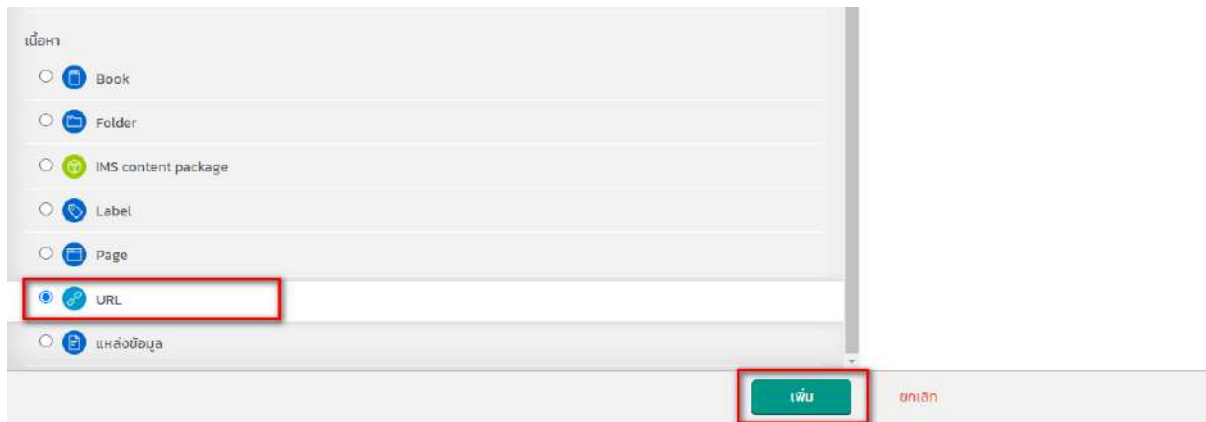 เนื้อหา
Book
Folder
IMS content package
Label
Page
URL
แหล่งข้อมูล
เพิ่ม
ยกเลิก